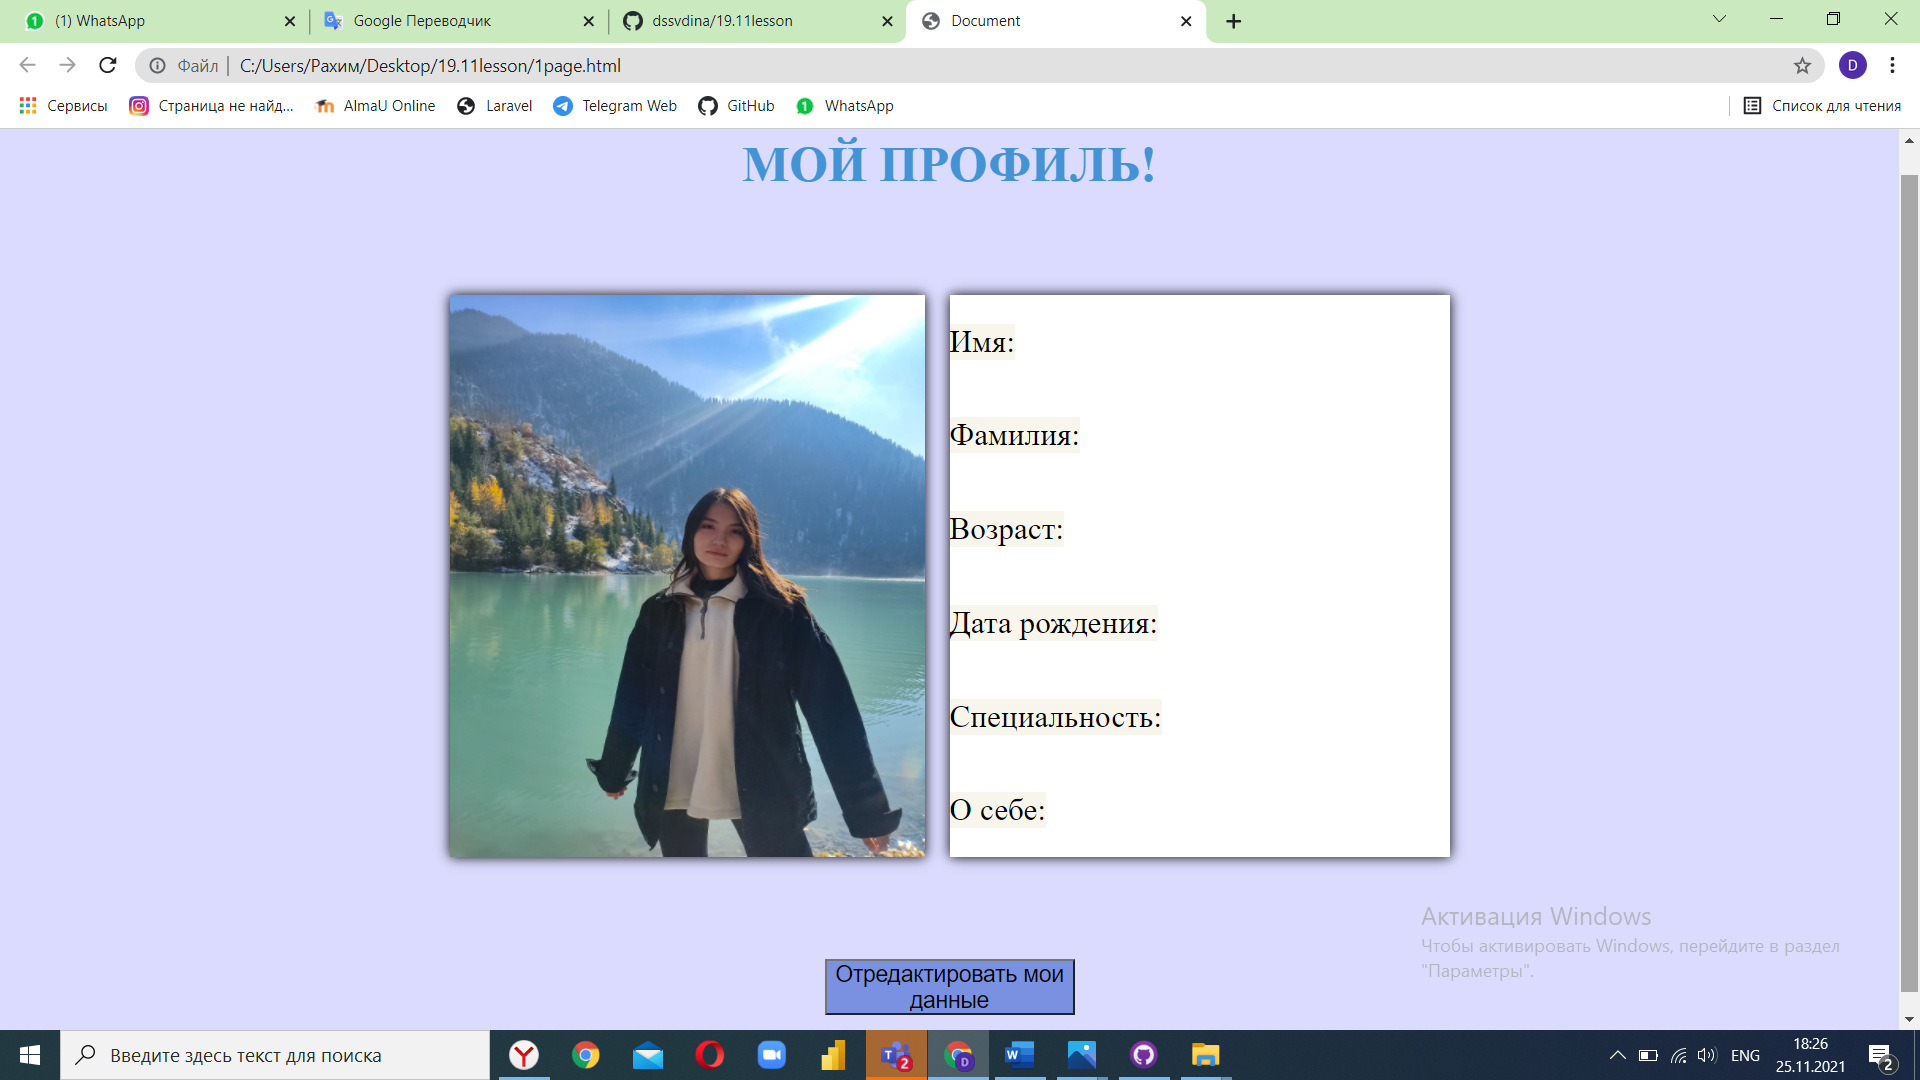 (1) WhatsApp
Google Переводчик
dssvdina/19.11lesson
Document
Файл | C:/Users/Рахим/Desktop/19.11lesson/1page.html
D
Сервисы
Страница не найд...
AlmaU Online
Laravel
Telegram Web
GitHub
WhatsApp
Список для чтения
МОЙ ПРОФИЛЬ!
Имя:
Фамилия:
Возраст:
Дата рождения:
Специальность:
О себе:
Отредактировать мои
данные
Активация Windows
Чтобы активировать Windows, перейдите в раздел
"Параметры".
Введите здесь текст для поиска
ENG
18:26
25.11.2021
2